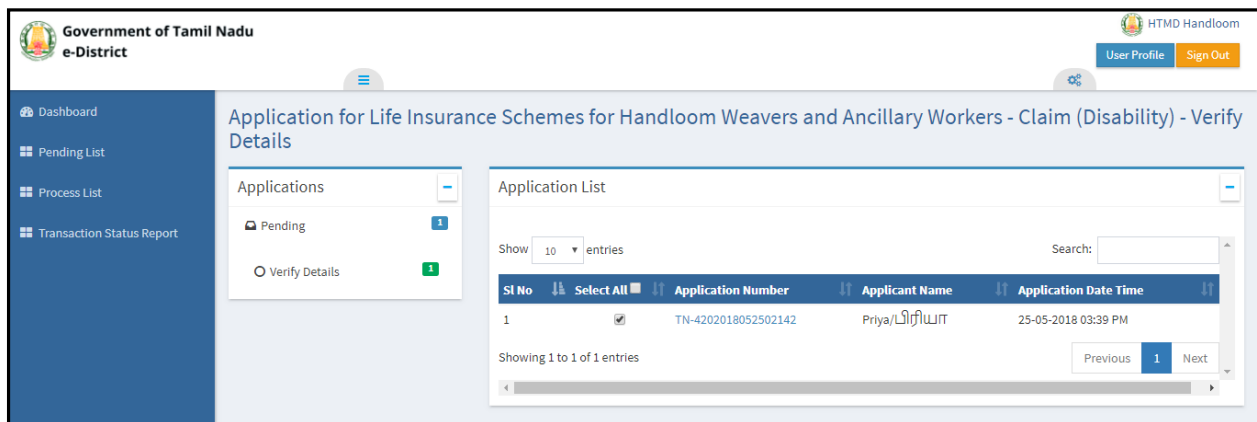 Government of Tamil Nadu
e-District
HTMD Handloom
User Profile
Sign Out
Dashboard
Pending List
Process List
Transaction Status Report
Application for Life Insurance Schemes for Handloom Weavers and Ancillary Workers - Claim (Disability) - Verify
Details
Applications
Pending 1
Verify Details 1
Application List
Show 10 entries Search:
Sl No Select All Application Number Applicant Name Application Date Time
1 TN-4202018052502142 Priya/பிரியா 25-05-2018 03:39 PM
Showing 1 to 1 of 1 entries
Previous 1 Next